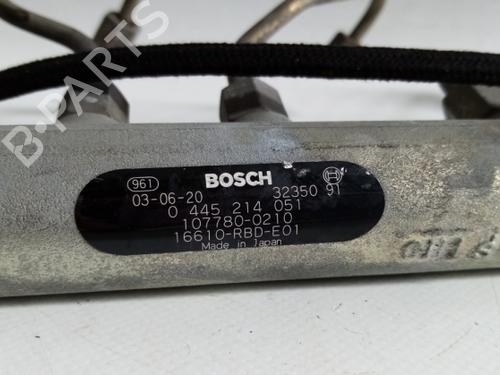 B-PARTS
961 BOSCH
03-06-20 32350 91
0 445 214 051
107780-0210
16610-RBD-E01
Made in Japan